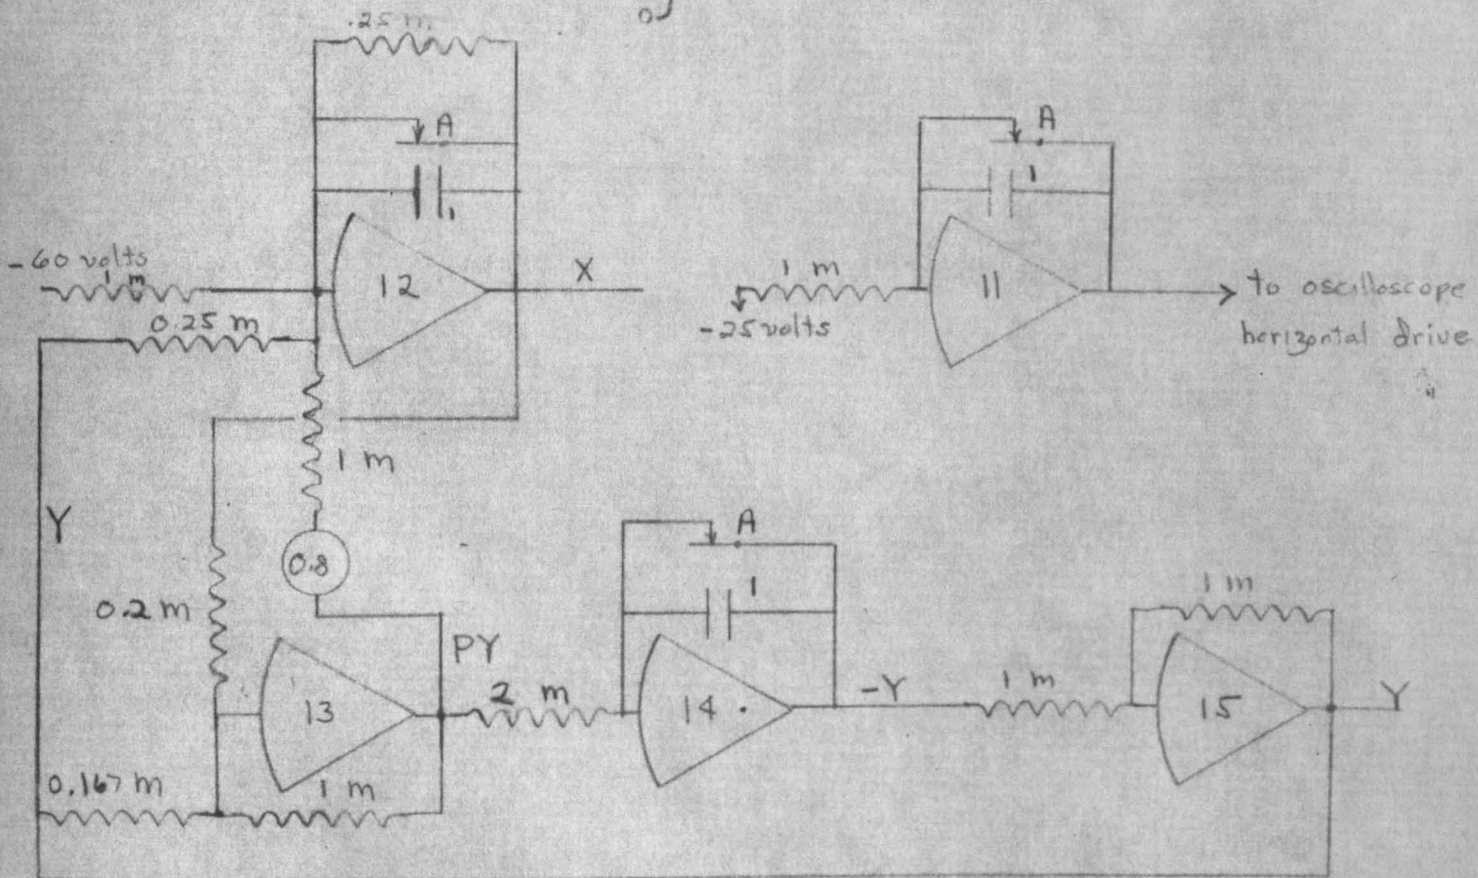 .25 m
A
1
-60 volts
1 m
12
X
0.25 m
1 m
Y
0.8
0.2 m
PY
13
0.167 m
1 m
2 m
A
1
14
-Y
1 m
1 m
15
Y
A
1
1 m
-25 volts
11
to oscilloscope
horizontal drive